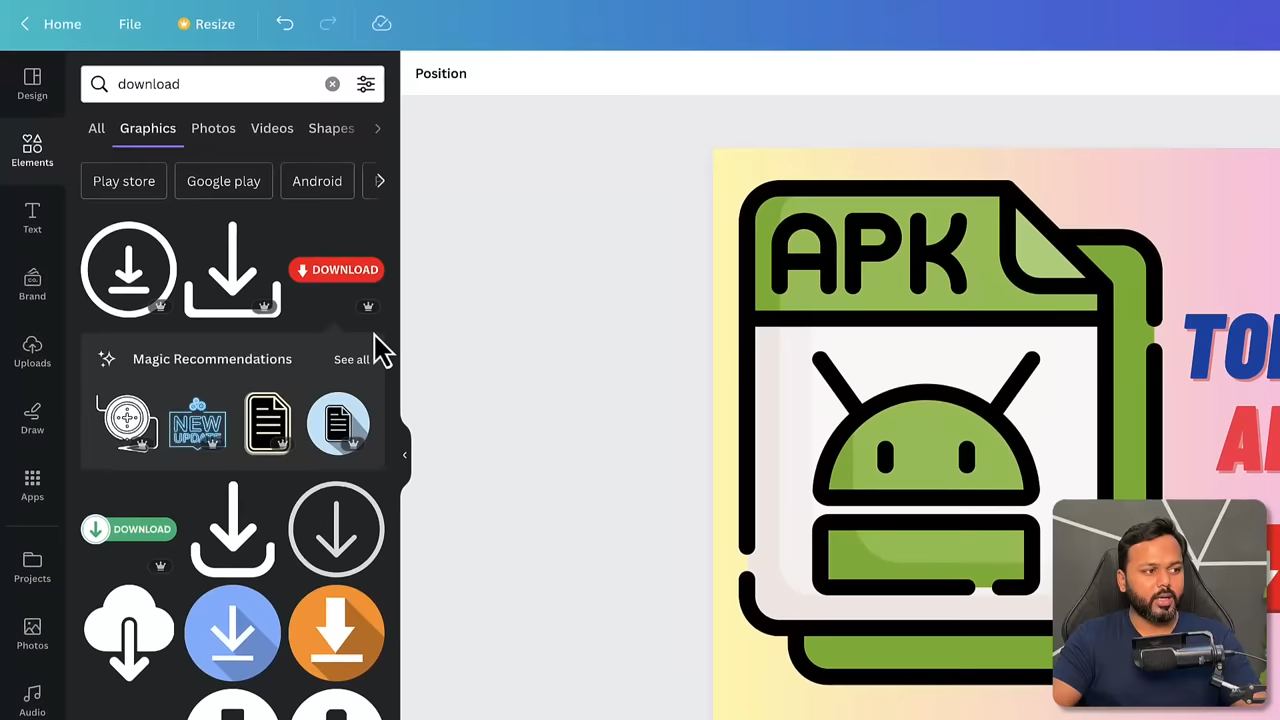 Home File Resize
Position
download
Design
All Graphics Photos Videos Shapes
Elements
Play store Google play Android
Text
DOWNLOAD
Brand
co.
Magic Recommendations See all
Uploads
NEW
UPDATE
Draw
Apps
DOWNLOAD
Projects
Photos
Audio
APK